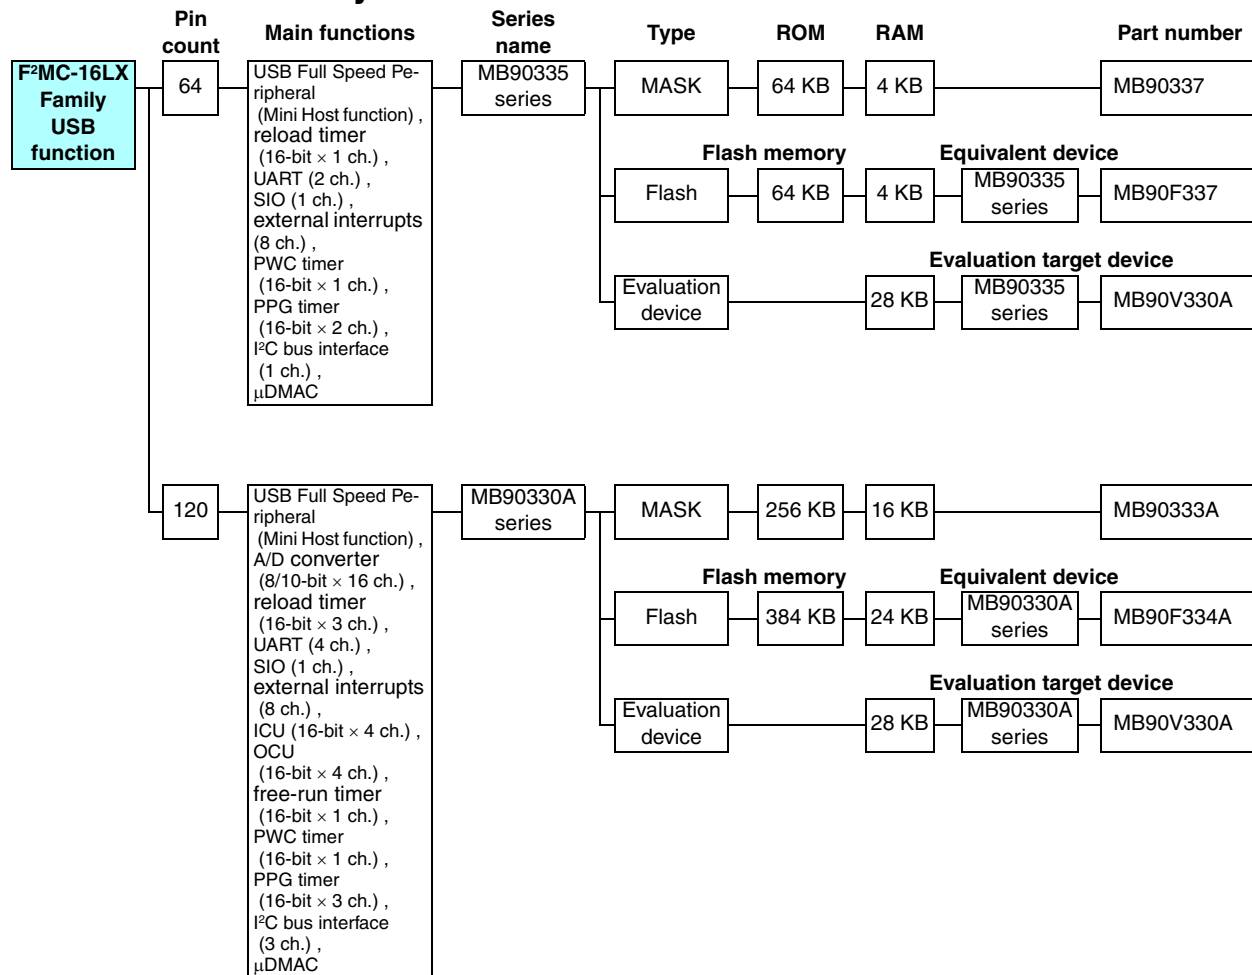 Pin count
Main functions
Series name
Type
ROM
RAM
Part number
F²MC-16LX
Family
USB
function
64
USB Full Speed Pe-
ripheral
(Mini Host function) ,
reload timer
(16-bit × 1 ch.) ,
UART (2 ch.) ,
SIO (1 ch.) ,
external interrupts
(8 ch.) ,
PWC timer
(16-bit × 1 ch.) ,
PPG timer
(16-bit × 2 ch.) ,
I²C bus interface
(1 ch.) ,
μDMAC
MB90335
series
MASK
64 KB
4 KB
MB90337
Flash memory
Equivalent device
Flash
64 KB
4 KB
MB90335
series
MB90F337
Evaluation target device
Evaluation
device
28 KB
MB90335
series
MB90V330A
120
USB Full Speed Pe-
ripheral
(Mini Host function) ,
A/D converter
(8/10-bit × 16 ch.) ,
reload timer
(16-bit × 3 ch.) ,
UART (4 ch.) ,
SIO (1 ch.) ,
external interrupts
(8 ch.) ,
ICU (16-bit × 4 ch.) ,
OCU
(16-bit × 4 ch.) ,
free-run timer
(16-bit × 1 ch.) ,
PWC timer
(16-bit × 1 ch.) ,
PPG timer
(16-bit × 3 ch.) ,
I²C bus interface
(3 ch.) ,
μDMAC
MB90330A
series
MASK
256 KB
16 KB
MB90333A
Flash memory
Equivalent device
Flash
384 KB
24 KB
MB90330A
series
MB90F334A
Evaluation target device
Evaluation
device
28 KB
MB90330A
series
MB90V330A